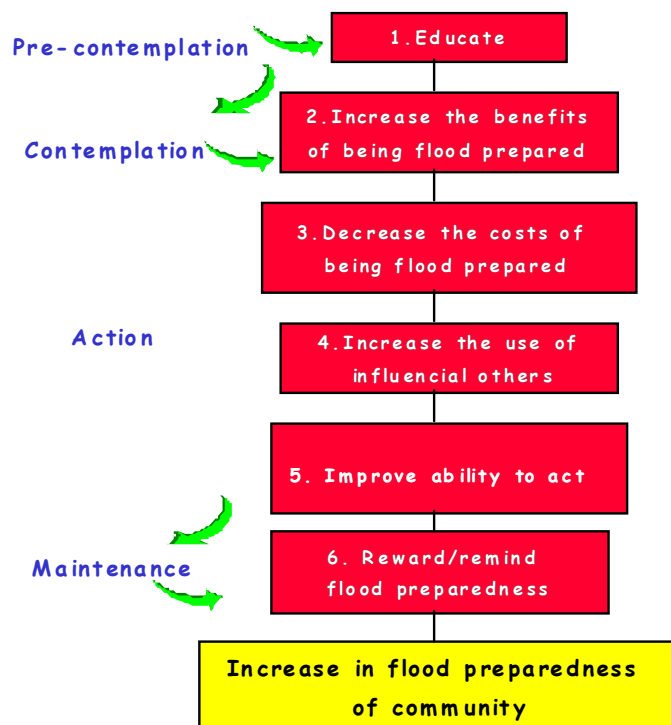 Pre-contemplation
1.Educate
2.Increase the benefits
of being flood prepared
Contemplation
3.Decrease the costs of
being flood prepared
Action
4.Increase the use of
influencial others
5. Improve ability to act
Maintenance
6. Reward/remind
flood preparedness
Increase in flood preparedness
of community